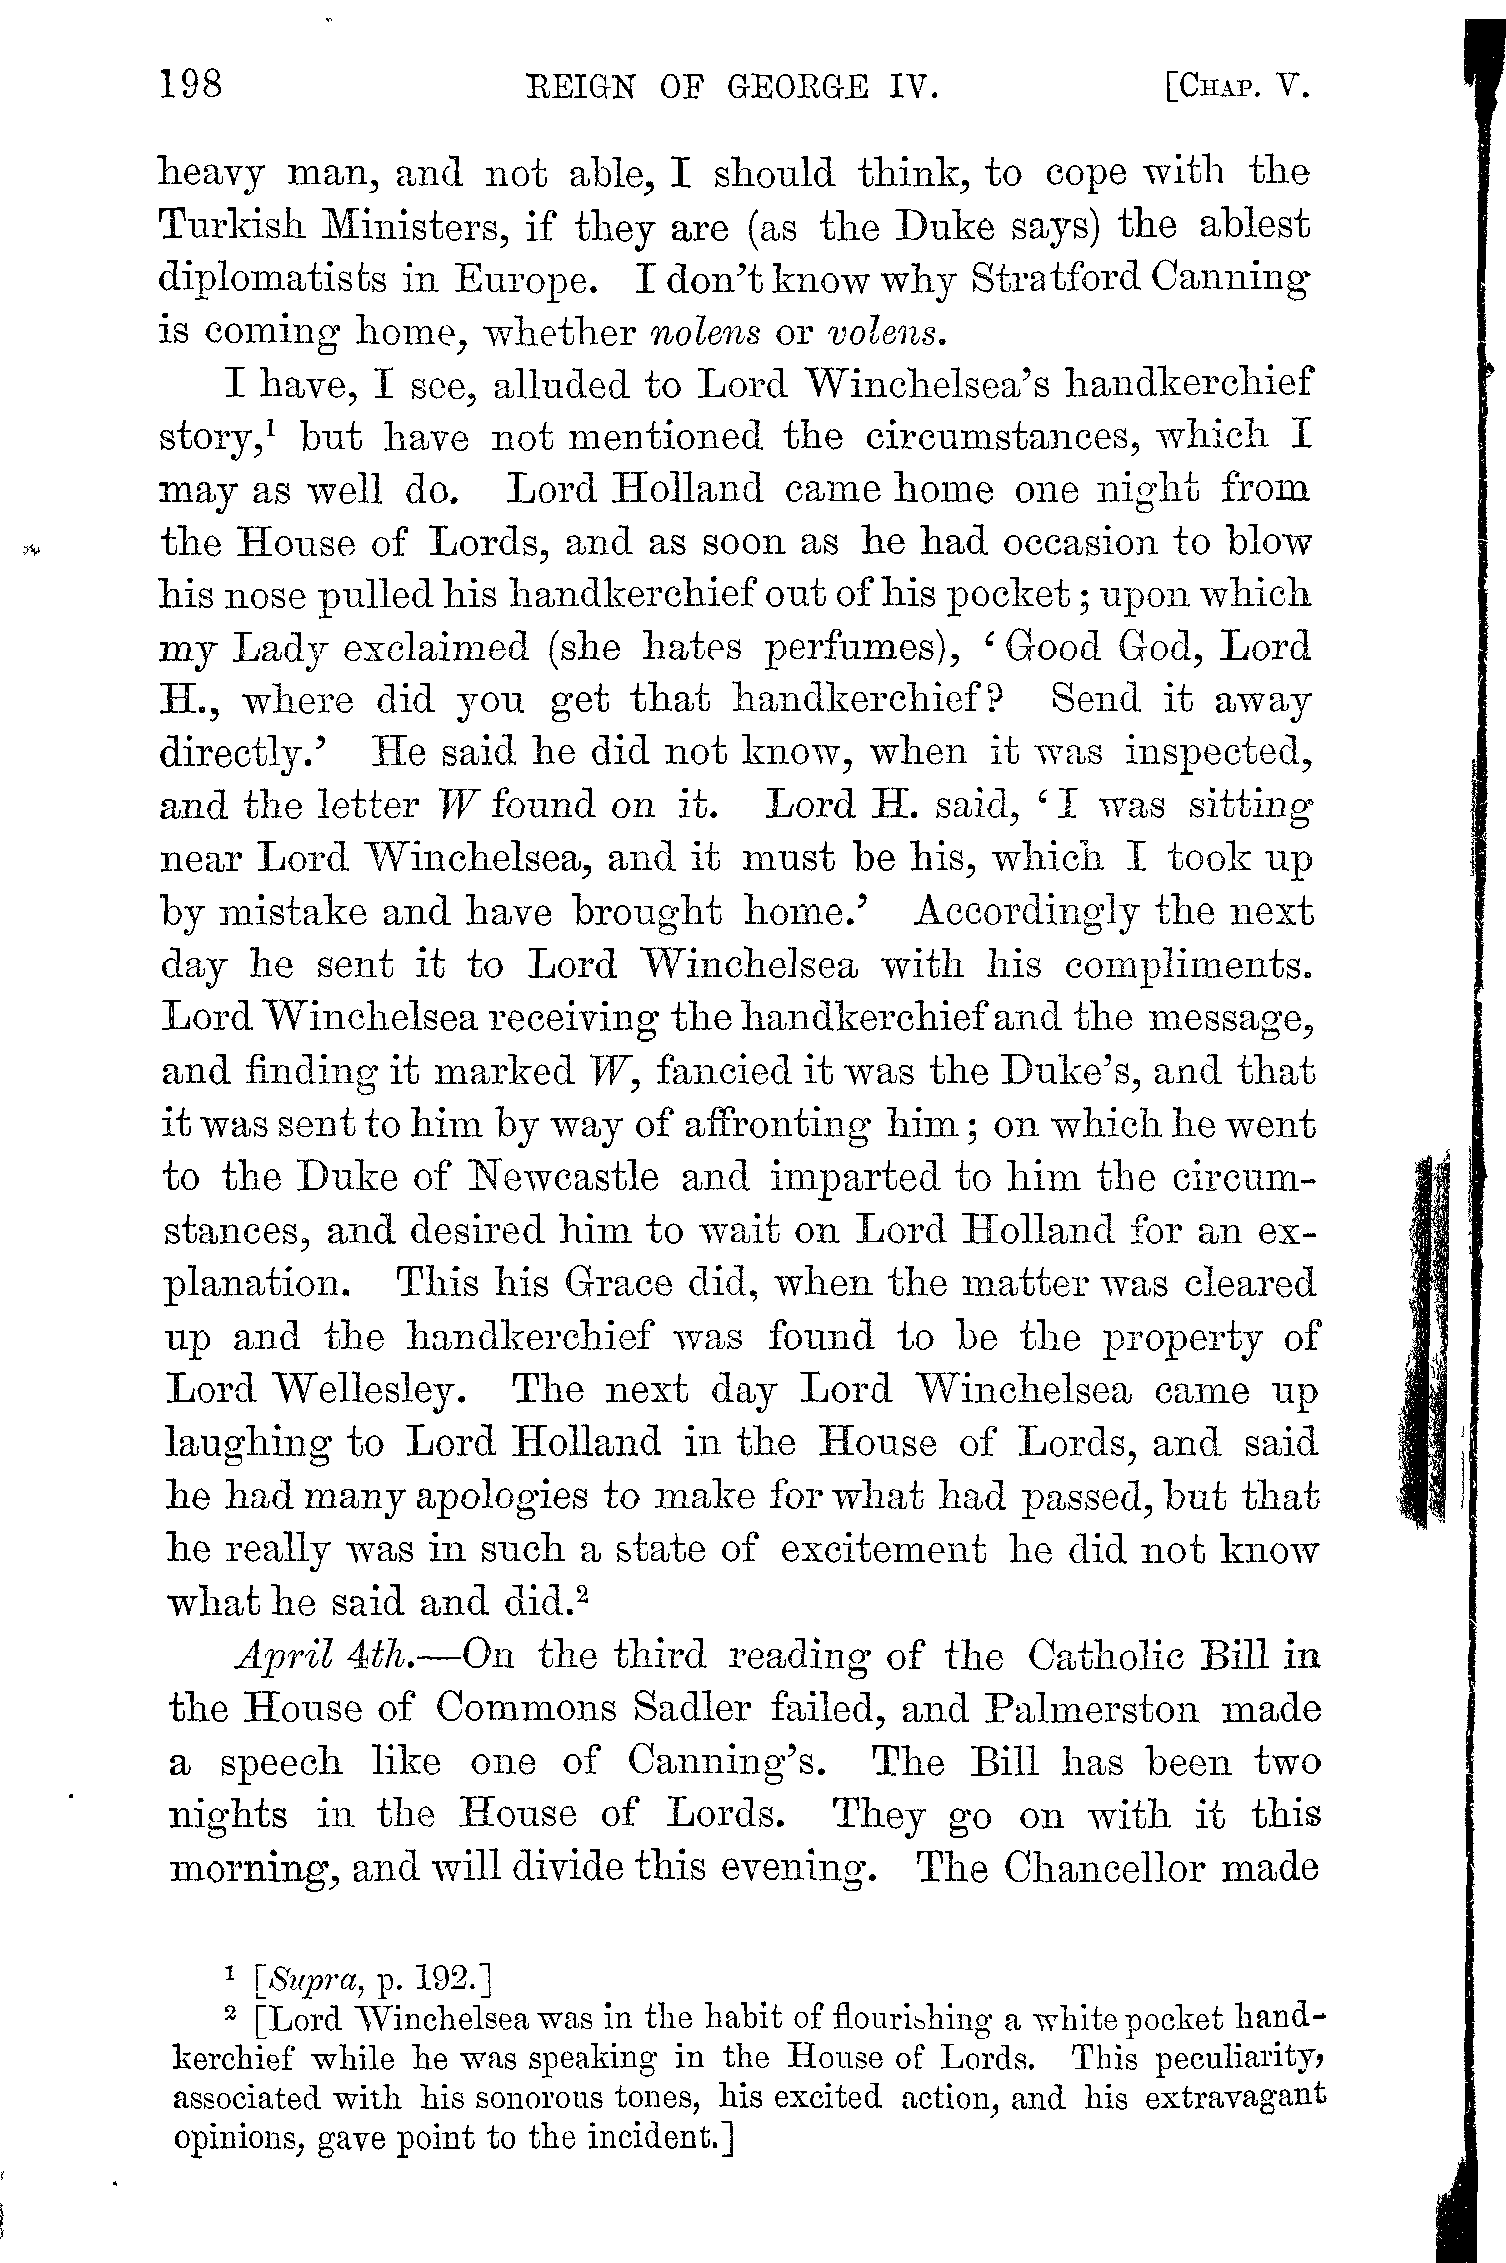 198 REIGN OF GEORGE IV. [CHAP. V.
heavy man, and not able, I should think, to cope with the
Turkish Ministers, if they are (as the Duke says) the ablest
diplomatists in Europe. I don't know why Stratford Canning
is coming home, whether nolens or volens.
I have, I see, alluded to Lord Winchelsea's handkerchief
story,¹ but have not mentioned the circumstances, which I
may as well do. Lord Holland came home one night from
the House of Lords, and as soon as he had occasion to blow
his nose pulled his handkerchief out of his pocket; upon which
my Lady exclaimed (she hates perfumes), 'Good God, Lord
H., where did you get that handkerchief? Send it away
directly.' He said he did not know, when it was inspected,
and the letter W found on it. Lord H. said, 'I was sitting
near Lord Winchelsea, and it must be his, which I took up
by mistake and have brought home.' Accordingly the next
day he sent it to Lord Winchelsea with his compliments.
Lord Winchelsea receiving the handkerchief and the message,
and finding it marked W, fancied it was the Duke's, and that
it was sent to him by way of affronting him; on which he went
to the Duke of Newcastle and imparted to him the circum-
stances, and desired him to wait on Lord Holland for an ex-
planation. This his Grace did, when the matter was cleared
up and the handkerchief was found to be the property of
Lord Wellesley. The next day Lord Winchelsea came up
laughing to Lord Holland in the House of Lords, and said
he had many apologies to make for what had passed, but that
he really was in such a state of excitement he did not know
what he said and did.²
April 4th.—On the third reading of the Catholic Bill in
the House of Commons Sadler failed, and Palmerston made
a speech like one of Canning's. The Bill has been two
nights in the House of Lords. They go on with it this
morning, and will divide this evening. The Chancellor made
¹ [Supra, p. 192.]
² [Lord Winchelsea was in the habit of flourishing a white pocket hand-
kerchief while he was speaking in the House of Lords. This peculiarity,
associated with his sonorous tones, his excited action, and his extravagant
opinions, gave point to the incident.]